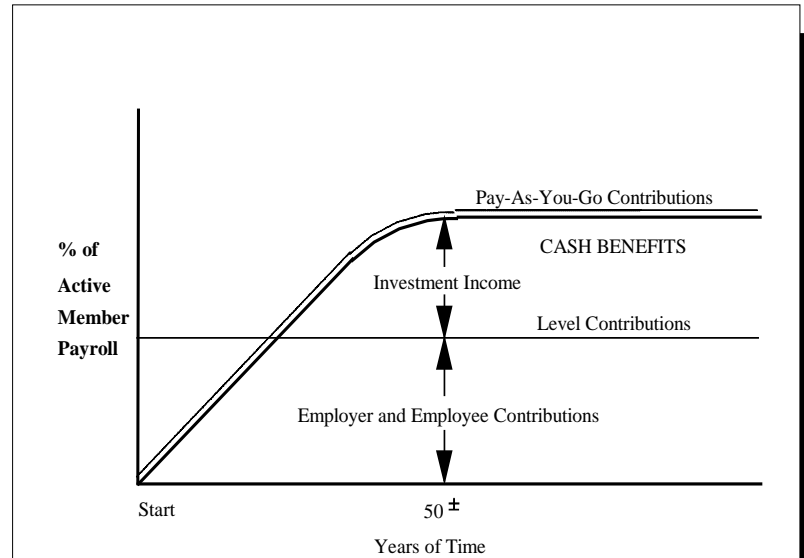 Pay-As-You-Go Contributions
CASH BENEFITS
% of
Active
Member
Payroll
Investment Income
Level Contributions
Employer and Employee Contributions
Start
50 ±
Years of Time